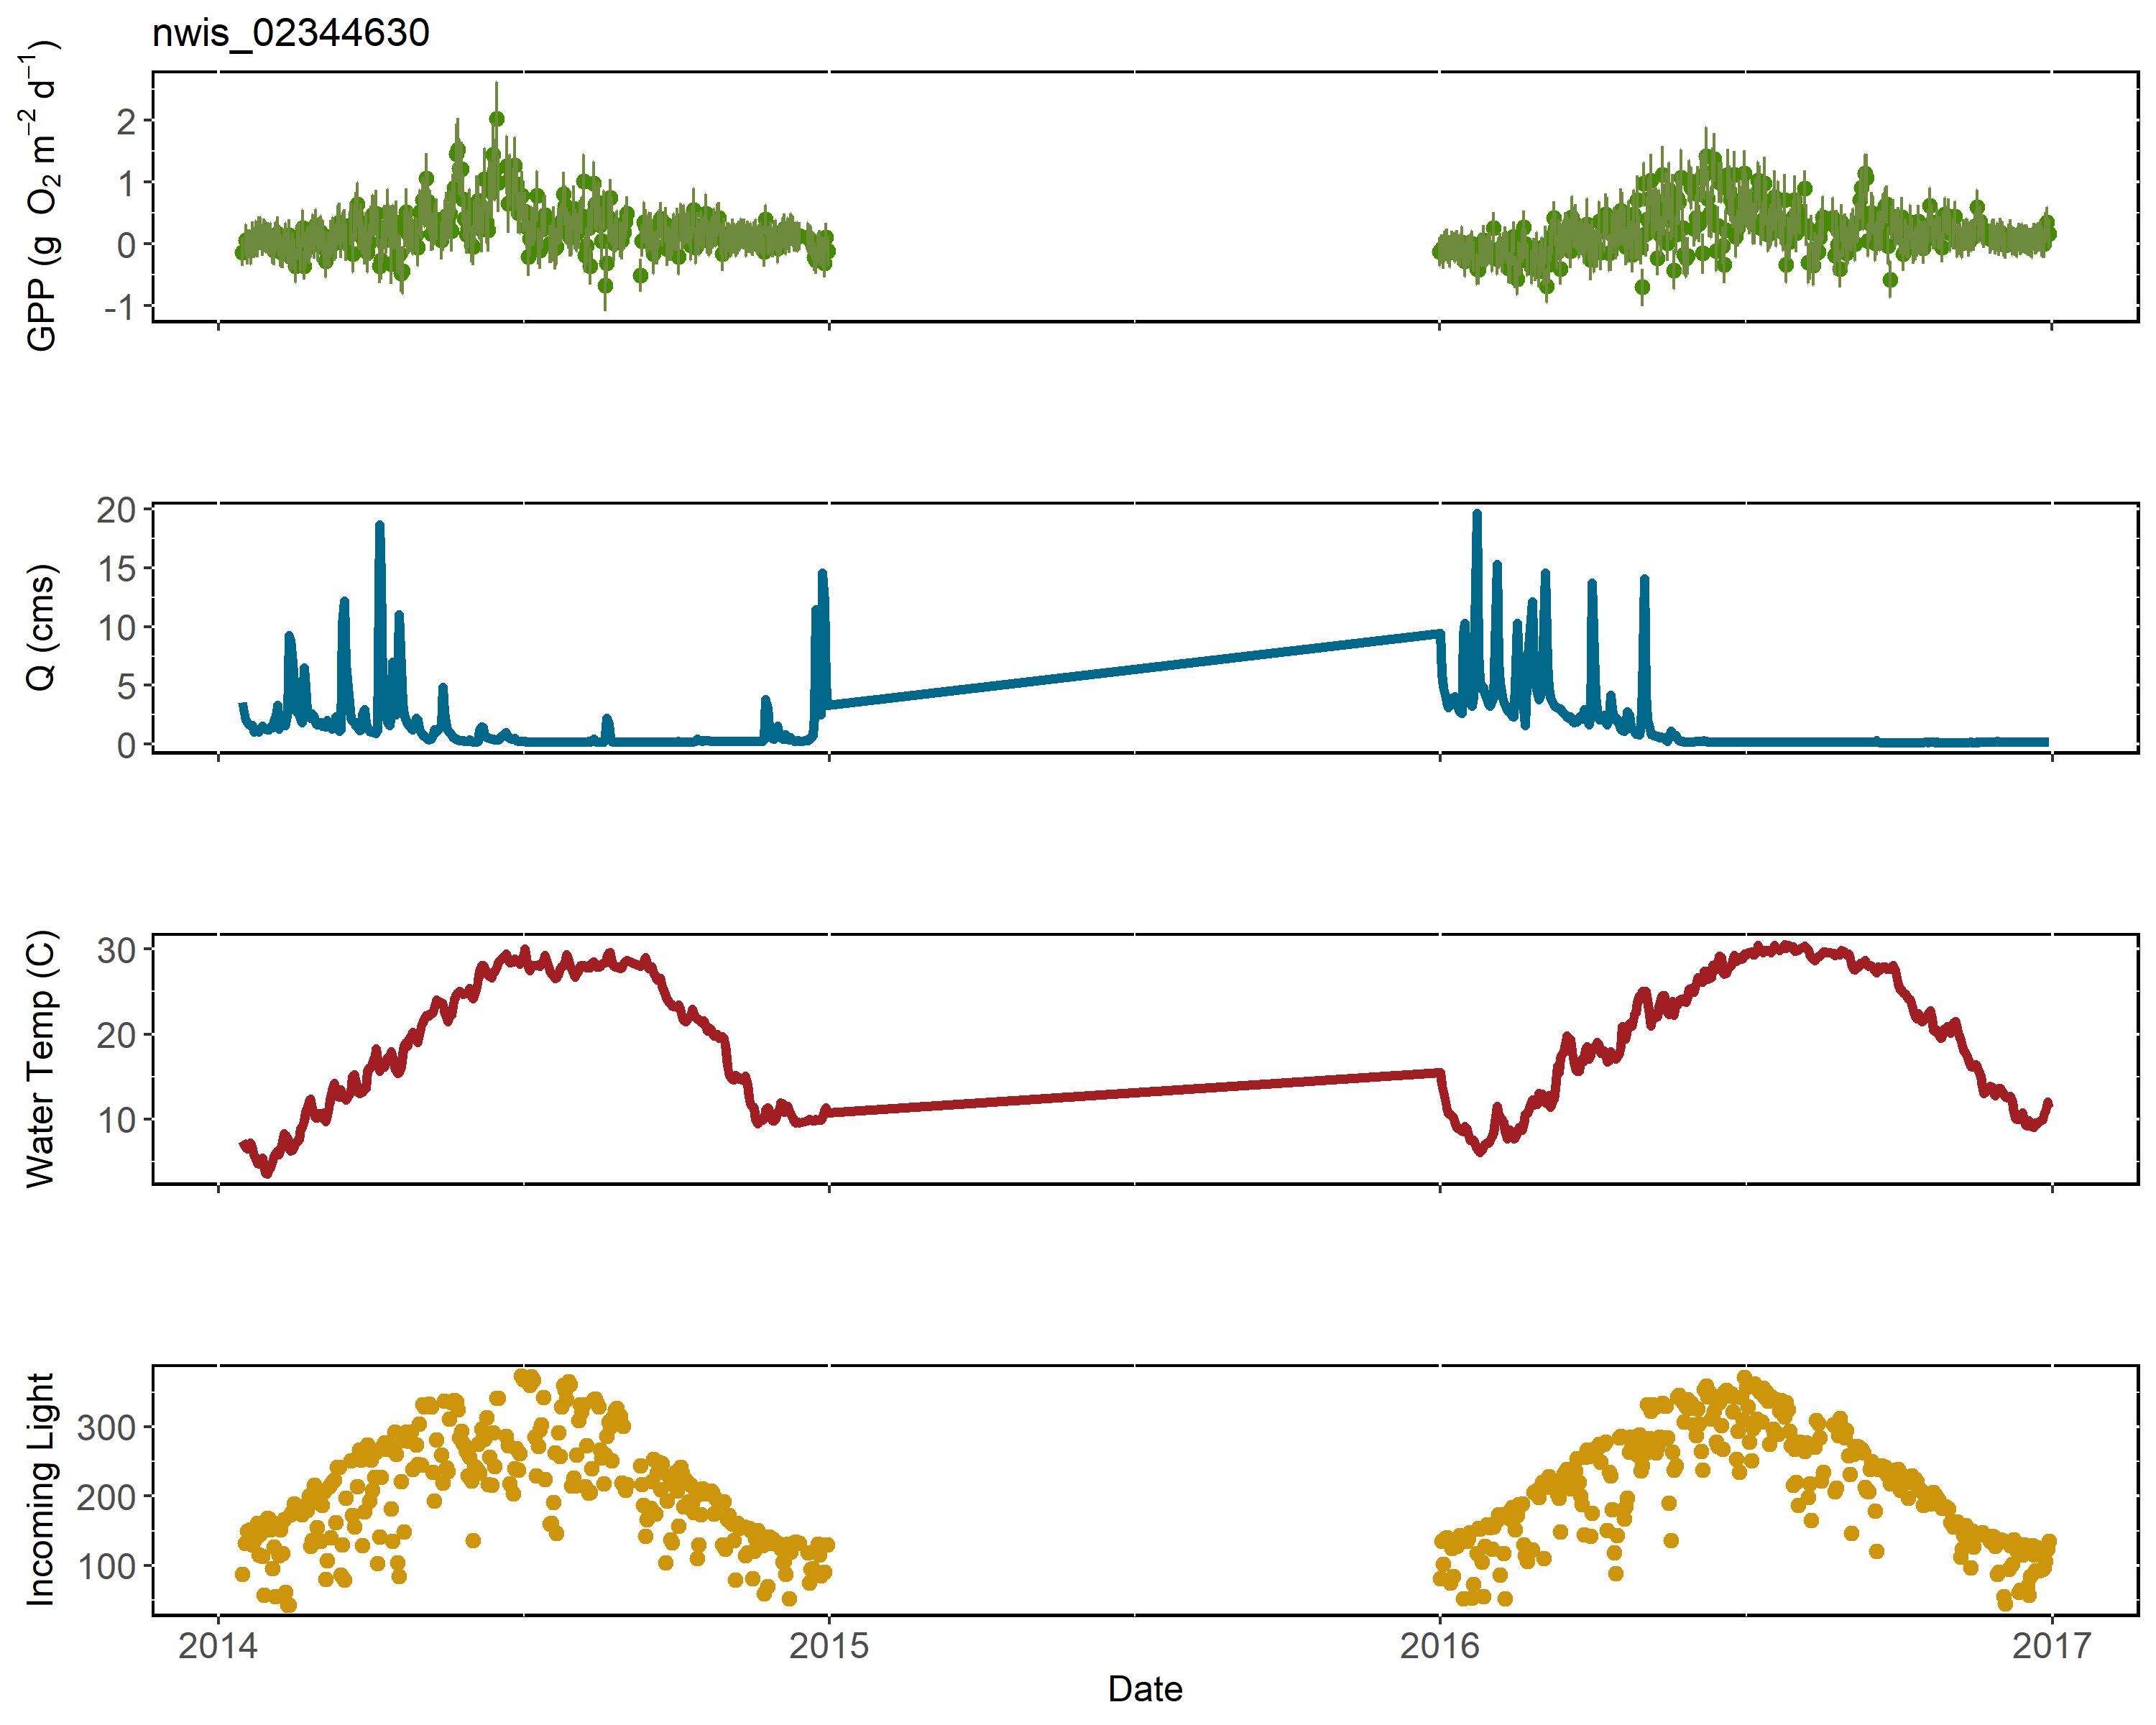 nwis_02344630
GPP (g O₂ m⁻² d⁻¹)
2
1
0
-1
Q (cms)
20
15
10
5
0
Water Temp (C)
30
20
10
Incoming Light
300
200
100
2014 2015 2016 2017
Date